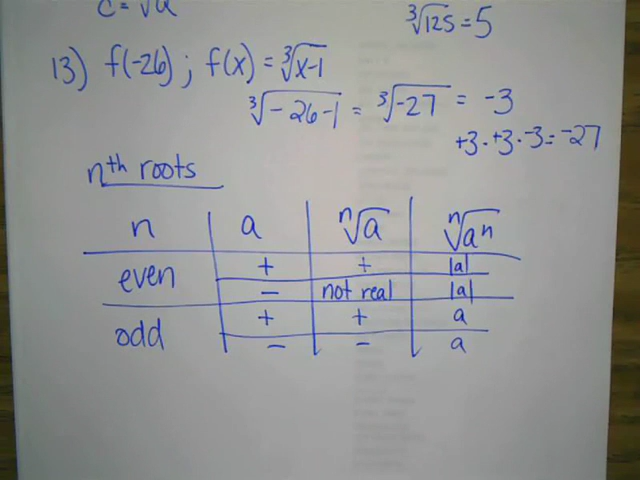 c = √a
∛125 = 5
13) f(-26) ; f(x) = ∛x-1
∛-26-1 = ∛-27 = -3
+3 · +3 · -3 = -27
nth roots
n | a | ⁿ√a | ⁿ√aⁿ
even | + | + | |a|
− | not real | |a|
odd | + | + | a
− | − | a